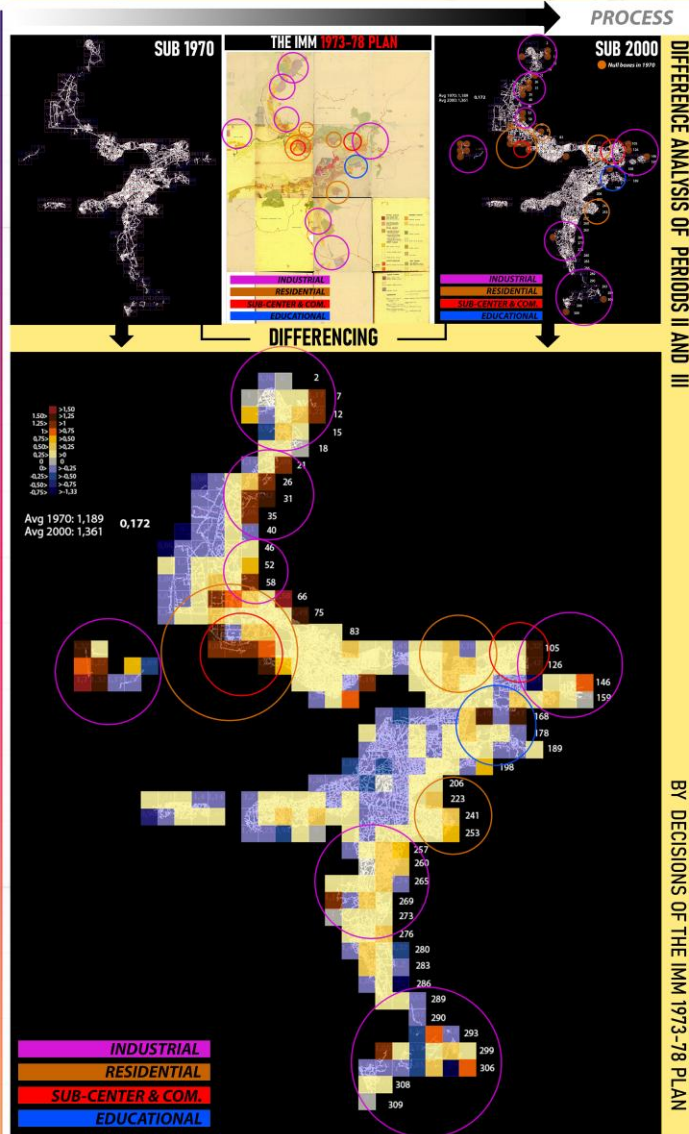 PROCESS
SUB 1970
THE IMM 1973-78 PLAN
SUB 2000
Null boxes in 1970
Avg 1970: 1,189
Avg 2000: 1,361
0,172
INDUSTRIAL
RESIDENTIAL
SUB-CENTER & COM.
EDUCATIONAL
INDUSTRIAL
RESIDENTIAL
SUB-CENTER & COM.
EDUCATIONAL
DIFFERENCING
DIFFERENCE ANALYSIS OF PERIODS II AND III
BY DECISIONS OF THE IMM 1973-78 PLAN
>1,50
1.50> >1,25
1.25> >1
1> >0,75
0,75> >0,50
0,50> >0,25
0,25> >0
0 0
0> >-0,25
-0,25> >-0,50
-0,50> >-0,75
-0,75> >-1,33
Avg 1970: 1,189
Avg 2000: 1,361
0,172
2
7
12
15
18
21
26
31
35
40
46
52
58
66
75
83
105
126
146
159
168
178
189
198
206
223
241
253
257
260
265
269
273
276
280
283
286
289
290
293
299
306
308
309
INDUSTRIAL
RESIDENTIAL
SUB-CENTER & COM.
EDUCATIONAL